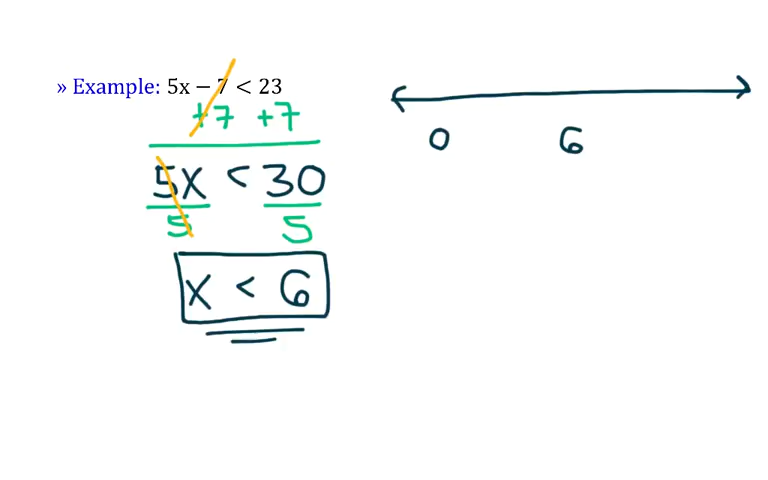 » Example: 5x − 7 < 23
+7 +7
5x < 30
5 5
x < 6
0 6